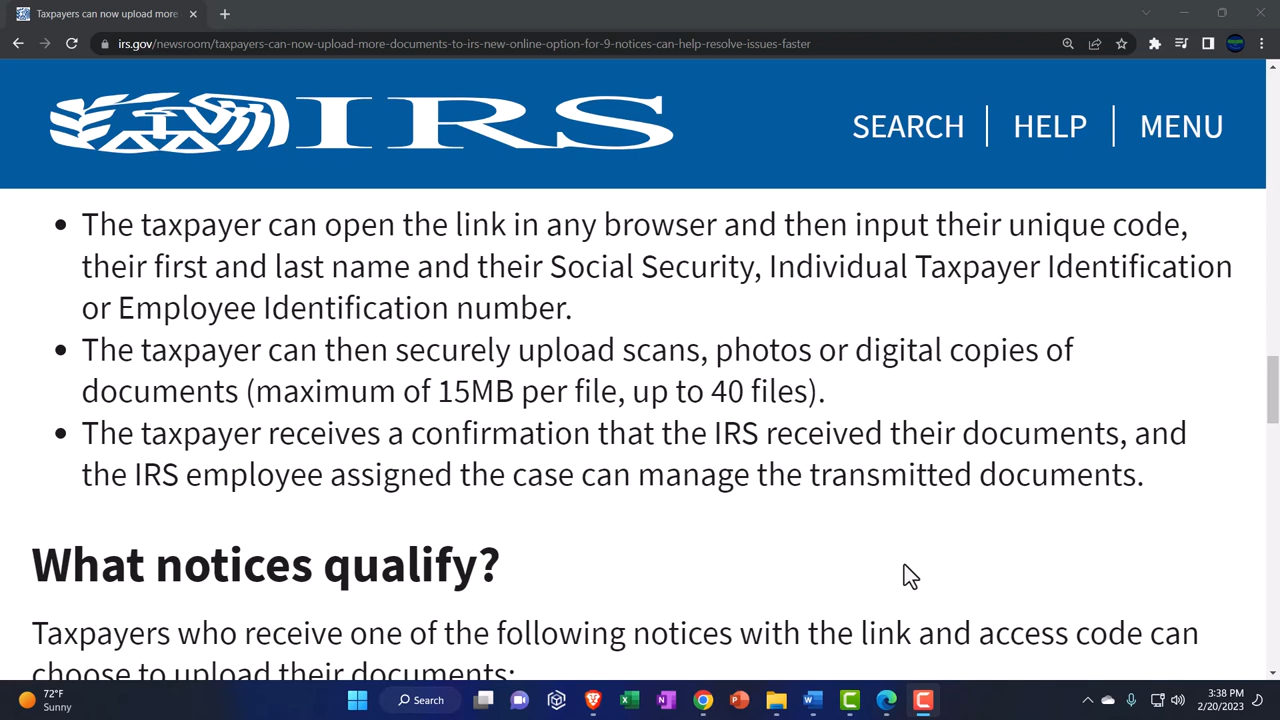 Taxpayers can now upload more
irs.gov/newsroom/taxpayers-can-now-upload-more-documents-to-irs-new-online-option-for-9-notices-can-help-resolve-issues-faster
IRS
SEARCH
HELP
MENU
• The taxpayer can open the link in any browser and then input their unique code,
their first and last name and their Social Security, Individual Taxpayer Identification
or Employee Identification number.
• The taxpayer can then securely upload scans, photos or digital copies of
documents (maximum of 15MB per file, up to 40 files).
• The taxpayer receives a confirmation that the IRS received their documents, and
the IRS employee assigned the case can manage the transmitted documents.
What notices qualify?
Taxpayers who receive one of the following notices with the link and access code can
choose to upload their documents:
72°F
Sunny
Search
3:38 PM
2/20/2023